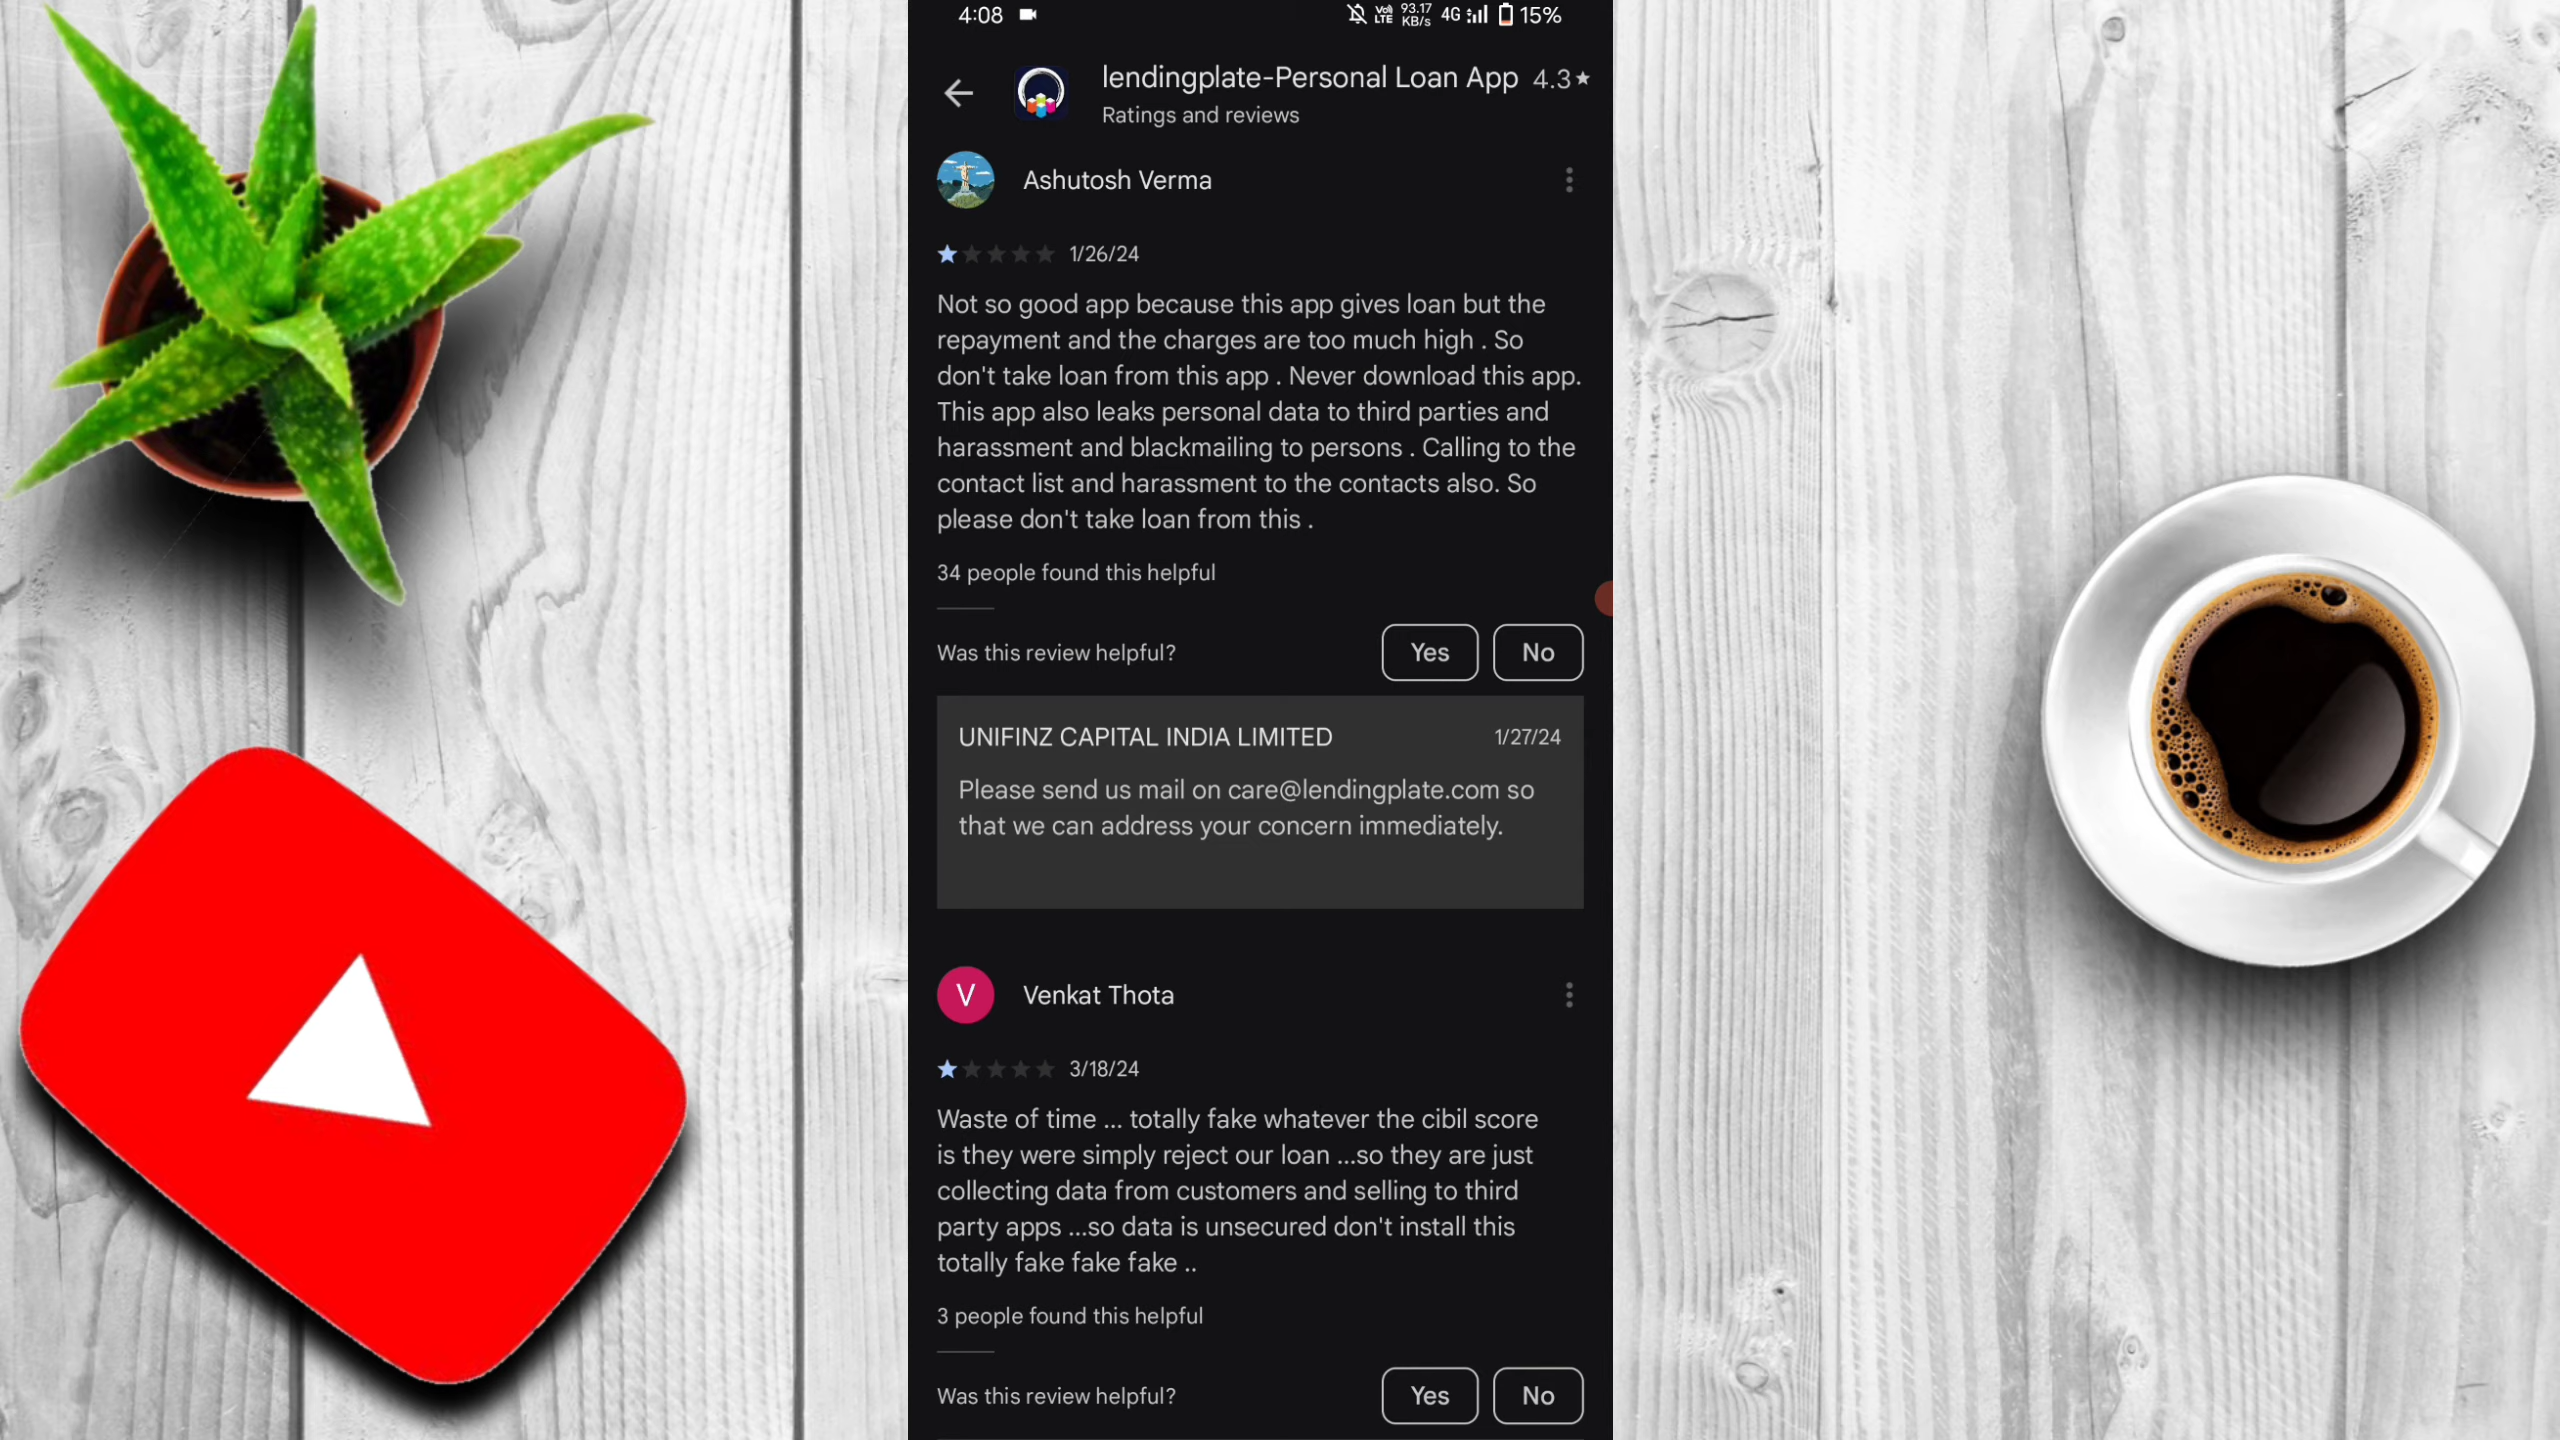 4:08 Vo) LTE 93.17 KB/s 4G 15%
lendingplate-Personal Loan App 4.3★
Ratings and reviews
Ashutosh Verma
1/26/24
Not so good app because this app gives loan but the
repayment and the charges are too much high . So
don't take loan from this app . Never download this app.
This app also leaks personal data to third parties and
harassment and blackmailing to persons . Calling to the
contact list and harassment to the contacts also. So
please don't take loan from this .
34 people found this helpful
Was this review helpful? Yes No
UNIFINZ CAPITAL INDIA LIMITED 1/27/24
Please send us mail on care@lendingplate.com so
that we can address your concern immediately.
V Venkat Thota
3/18/24
Waste of time ... totally fake whatever the cibil score
is they were simply reject our loan ...so they are just
collecting data from customers and selling to third
party apps ...so data is unsecured don't install this
totally fake fake fake ..
3 people found this helpful
Was this review helpful? Yes No